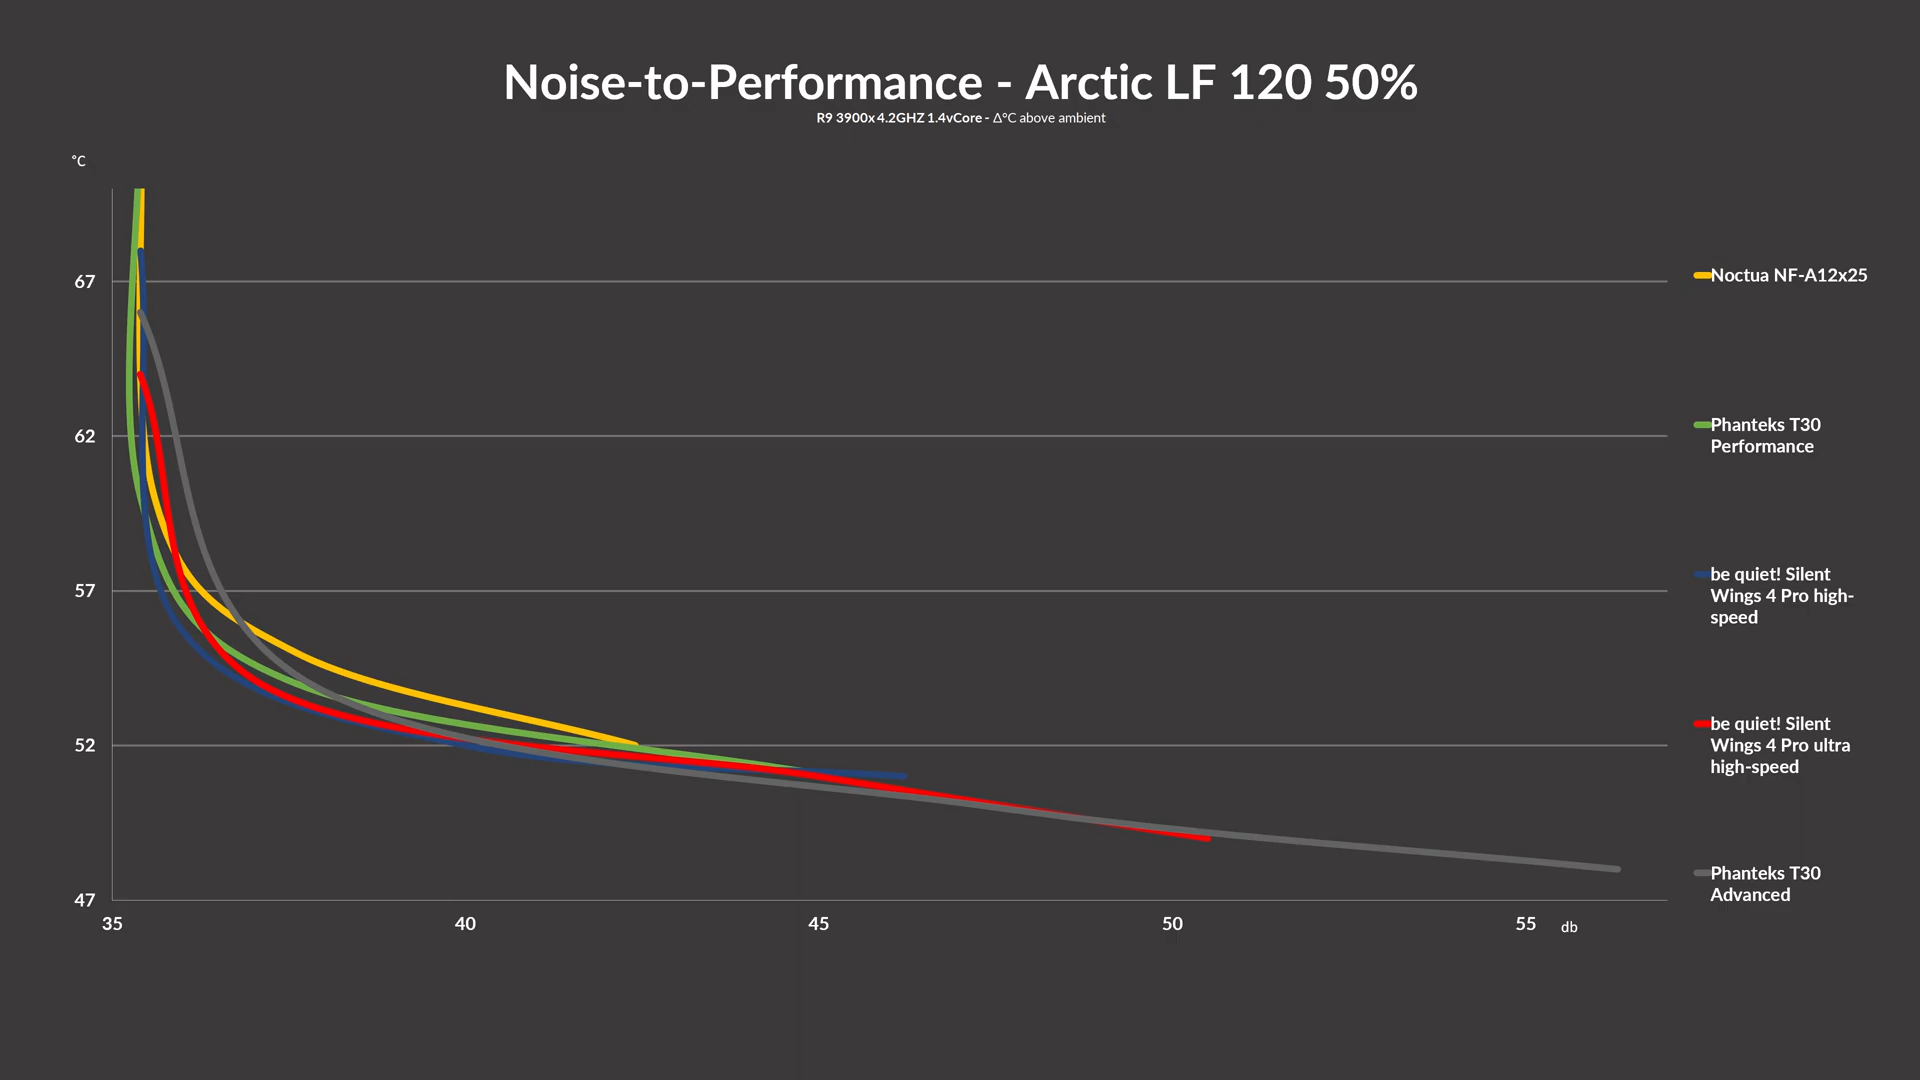 Noise-to-Performance - Arctic LF 120 50%
R9 3900x 4.2GHZ 1.4vCore - Δ°C above ambient
°C
67
62
57
52
47
35 40 45 50 55 db
Noctua NF-A12x25
Phanteks T30
Performance
be quiet! Silent
Wings 4 Pro high-
speed
be quiet! Silent
Wings 4 Pro ultra
high-speed
Phanteks T30
Advanced